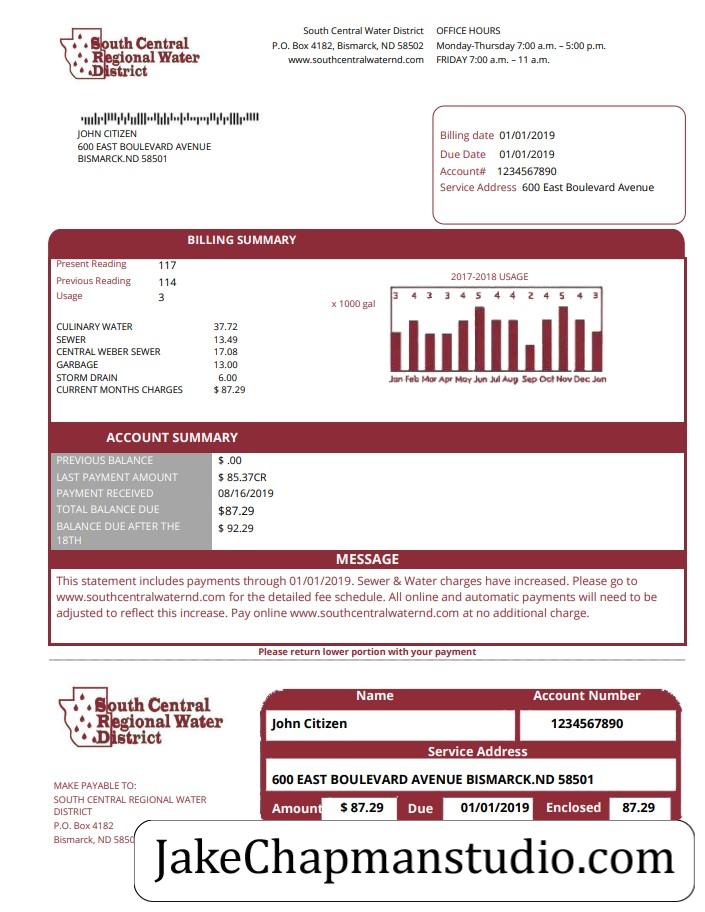 South Central
Regional Water
District
South Central Water District
P.O. Box 4182, Bismarck, ND 58502
www.southcentralwaternd.com
OFFICE HOURS
Monday-Thursday 7:00 a.m. – 5:00 p.m.
FRIDAY 7:00 a.m. – 11 a.m.
JOHN CITIZEN
600 EAST BOULEVARD AVENUE
BISMARCK.ND 58501
Billing date 01/01/2019
Due Date 01/01/2019
Account# 1234567890
Service Address 600 East Boulevard Avenue
BILLING SUMMARY
Present Reading 117
Previous Reading 114
Usage 3
CULINARY WATER 37.72
SEWER 13.49
CENTRAL WEBER SEWER 17.08
GARBAGE 13.00
STORM DRAIN 6.00
CURRENT MONTHS CHARGES $ 87.29
2017-2018 USAGE
x 1000 gal
3 4 3 3 4 5 4 4 2 4 5 4 3
Jan Feb Mar Apr May Jun Jul Aug Sep Oct Nov Dec Jan
ACCOUNT SUMMARY
PREVIOUS BALANCE $ .00
LAST PAYMENT AMOUNT $ 85.37CR
PAYMENT RECEIVED 08/16/2019
TOTAL BALANCE DUE $87.29
BALANCE DUE AFTER THE $ 92.29
18TH
MESSAGE
This statement includes payments through 01/01/2019. Sewer & Water charges have increased. Please go to
www.southcentralwaternd.com for the detailed fee schedule. All online and automatic payments will need to be
adjusted to reflect this increase. Pay online www.southcentralwaternd.com at no additional charge.
Please return lower portion with your payment
South Central
Regional Water
District
MAKE PAYABLE TO:
SOUTH CENTRAL REGIONAL WATER
DISTRICT
P.O. Box 4182
Bismarck, ND 5850
Name Account Number
John Citizen 1234567890
Service Address
600 EAST BOULEVARD AVENUE BISMARCK.ND 58501
Amount $ 87.29 Due 01/01/2019 Enclosed 87.29
JakeChapmanstudio.com